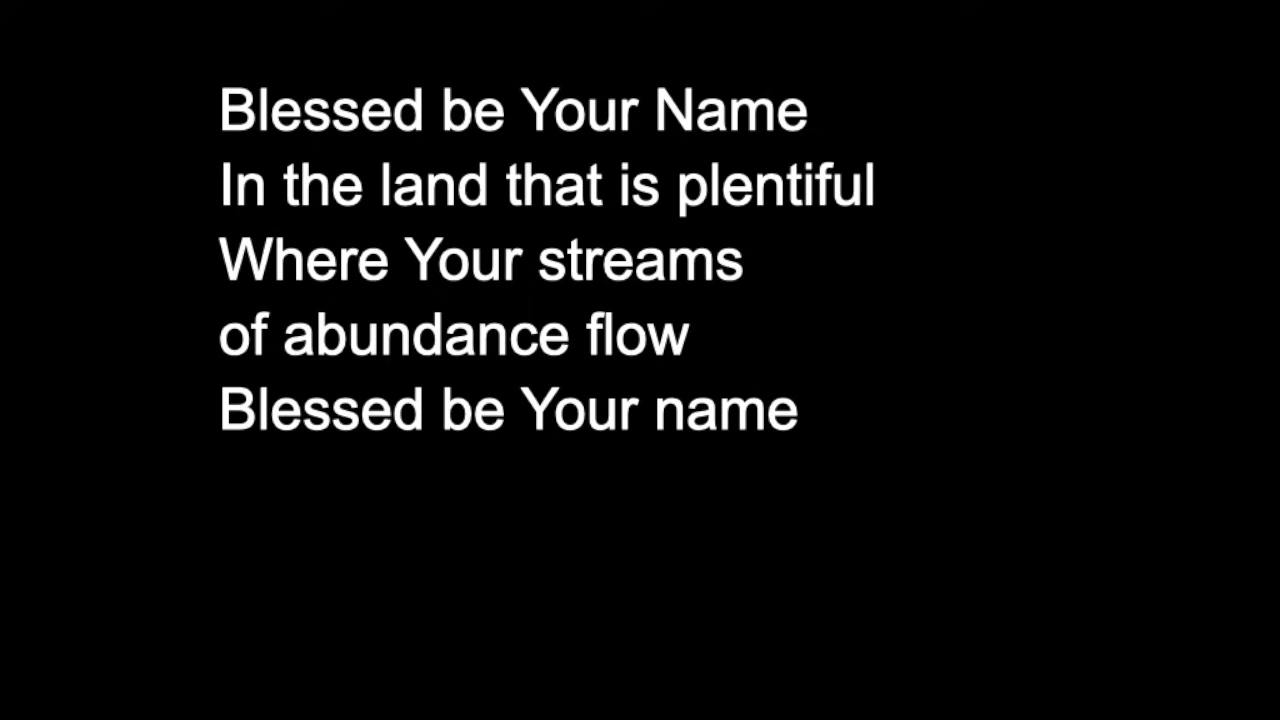 Blessed be Your Name
In the land that is plentiful
Where Your streams
of abundance flow
Blessed be Your name